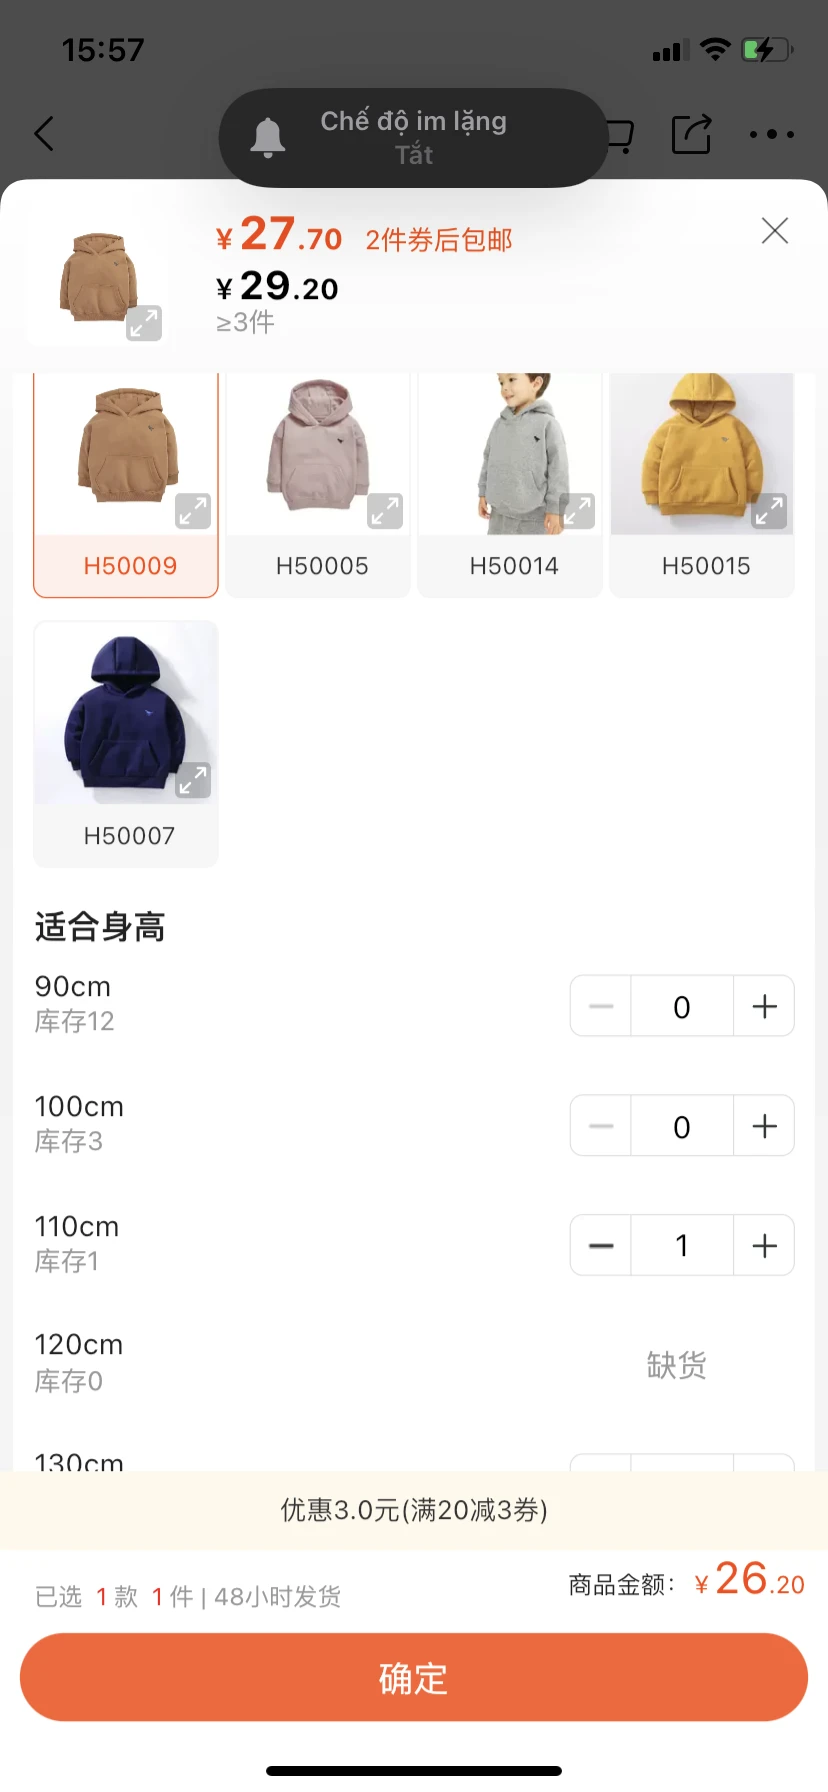 15:57
Chế độ im lặng
Tắt
¥27.70 2件券后包邮
¥29.20
≥3件
H50009
H50005
H50014
H50015
H50007
适合身高
90cm
库存12
0
100cm
库存3
0
110cm
库存1
1
120cm
库存0
缺货
130cm
优惠3.0元(满20减3券)
已选 1 款 1 件 | 48小时发货
商品金额: ¥26.20
确定